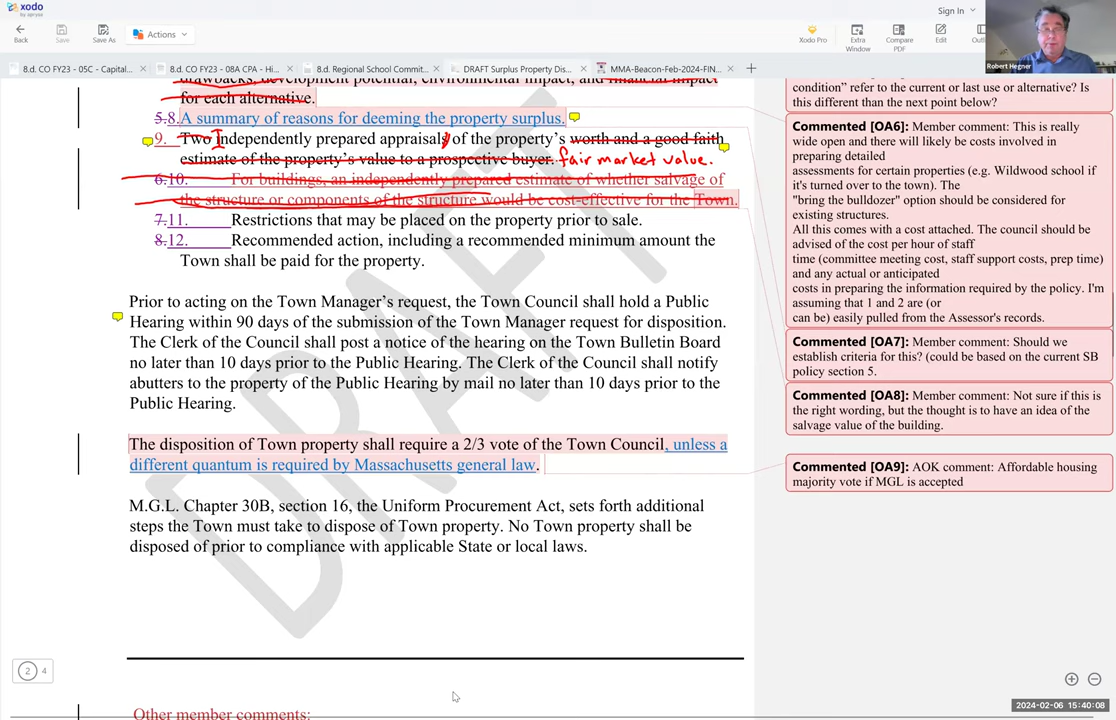 xodo
by apryse
Sign In
Back
Save
Save As
Actions
Xodo Pro
Extra
Window
Compare
PDF
Edit
Robert Hegner
8.d. CO FY23 - 05C - Capital...
8.d. CO FY23 - 08A CPA - Hi...
8.d. Regional School Commit...
DRAFT Surplus Property Dis...
MMA-Beacon-Feb-2024-FIN...
drawbacks, development potential, environmental impact, and financial impact
for each alternative.
5.8.A summary of reasons for deeming the property surplus.
9. Two Independently prepared appraisals of the property's worth and a good faith
estimate of the property's value to a prospective buyer. fair market value.
6.10. For buildings, an independently prepared estimate of whether salvage of
the structure or components of the structure would be cost-effective for the Town.
7.11. Restrictions that may be placed on the property prior to sale.
8.12. Recommended action, including a recommended minimum amount the
Town shall be paid for the property.
Prior to acting on the Town Manager's request, the Town Council shall hold a Public
Hearing within 90 days of the submission of the Town Manager request for disposition.
The Clerk of the Council shall post a notice of the hearing on the Town Bulletin Board
no later than 10 days prior to the Public Hearing. The Clerk of the Council shall notify
abutters to the property of the Public Hearing by mail no later than 10 days prior to the
Public Hearing.
The disposition of Town property shall require a 2/3 vote of the Town Council, unless a
different quantum is required by Massachusetts general law.
M.G.L. Chapter 30B, section 16, the Uniform Procurement Act, sets forth additional
steps the Town must take to dispose of Town property. No Town property shall be
disposed of prior to compliance with applicable State or local laws.
DRAFT
2 4
Other member comments:
condition" refer to the current or last use or alternative? Is
this different than the next point below?
Commented [OA6]: Member comment: This is really
wide open and there will likely be costs involved in
preparing detailed
assessments for certain properties (e.g. Wildwood school if
it's turned over to the town). The
"bring the bulldozer" option should be considered for
existing structures.
All this comes with a cost attached. The council should be
advised of the cost per hour of staff
time (committee meeting cost, staff support costs, prep time)
and any actual or anticipated
costs in preparing the information required by the policy. I'm
assuming that 1 and 2 are (or
can be) easily pulled from the Assessor's records.
Commented [OA7]: Member comment: Should we
establish criteria for this? (could be based on the current SB
policy section 5.
Commented [OA8]: Member comment: Not sure if this is
the right wording, but the thought is to have an idea of the
salvage value of the building.
Commented [OA9]: AOK comment: Affordable housing
majority vote if MGL is accepted
2024-02-06 15:40:08